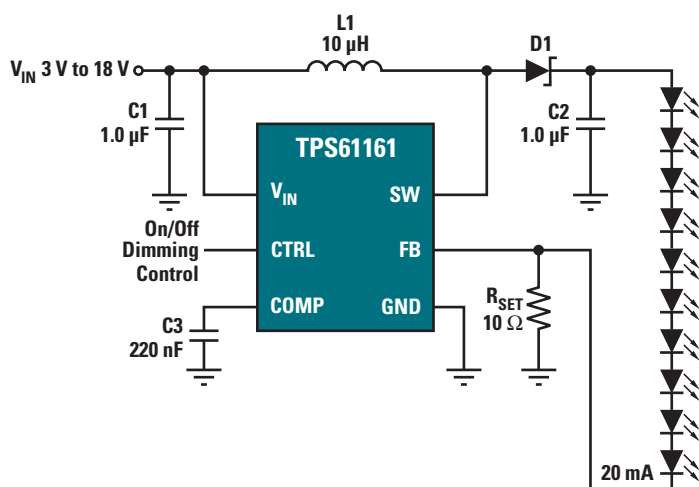 L1
10 µH
D1
V_IN 3 V to 18 V
C1
1.0 µF
C2
1.0 µF
TPS61161
V_IN
SW
On/Off
Dimming
Control
CTRL
FB
COMP
GND
R_SET
10 Ω
C3
220 nF
20 mA